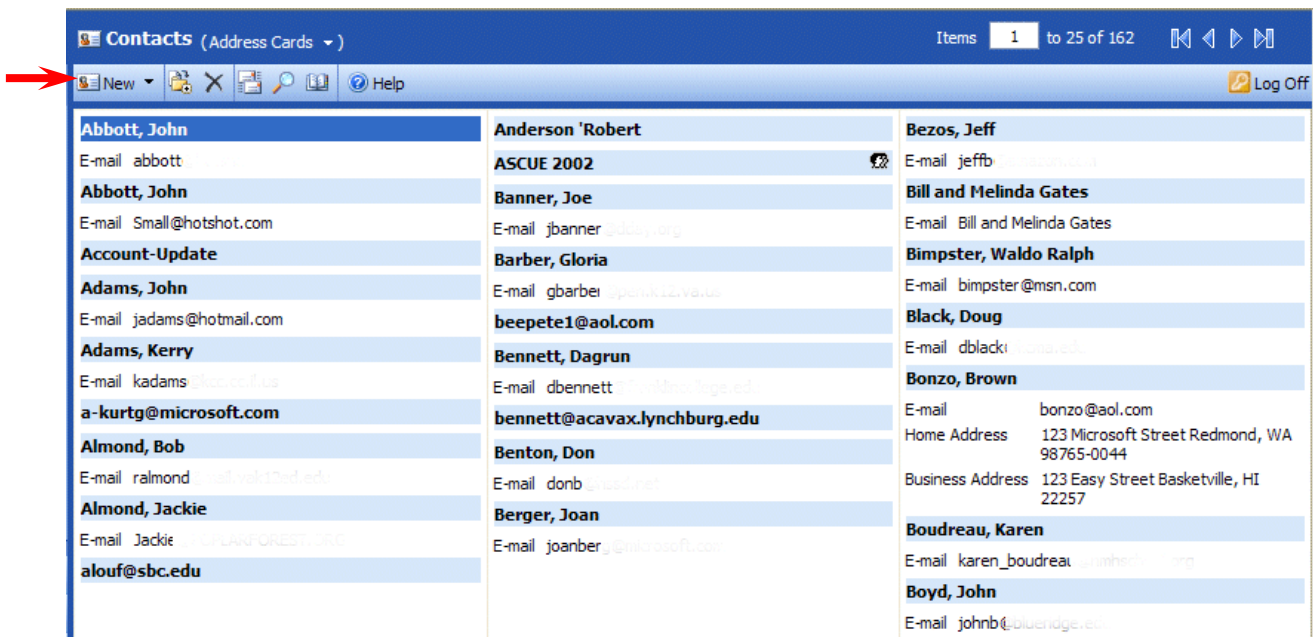 Contacts (Address Cards )
Items 1 to 25 of 162
New Help Log Off
Abbott, John
E-mail abbott
Abbott, John
E-mail Small@hotshot.com
Account-Update
Adams, John
E-mail jadams@hotmail.com
Adams, Kerry
E-mail kadams
a-kurtg@microsoft.com
Almond, Bob
E-mail ralmond
Almond, Jackie
E-mail Jackie
alouf@sbc.edu
Anderson 'Robert
ASCUE 2002
Banner, Joe
E-mail jbanner
Barber, Gloria
E-mail gbarber
beepete1@aol.com
Bennett, Dagrun
E-mail dbennett
bennett@acavax.lynchburg.edu
Benton, Don
E-mail donb
Berger, Joan
E-mail joanberg
Bezos, Jeff
E-mail jeffb
Bill and Melinda Gates
E-mail Bill and Melinda Gates
Bimpster, Waldo Ralph
E-mail bimpster@msn.com
Black, Doug
E-mail dblack
Bonzo, Brown
E-mail bonzo@aol.com
Home Address 123 Microsoft Street Redmond, WA
98765-0044
Business Address 123 Easy Street Basketville, HI
22257
Boudreau, Karen
E-mail karen_boudreau
Boyd, John
E-mail johnb